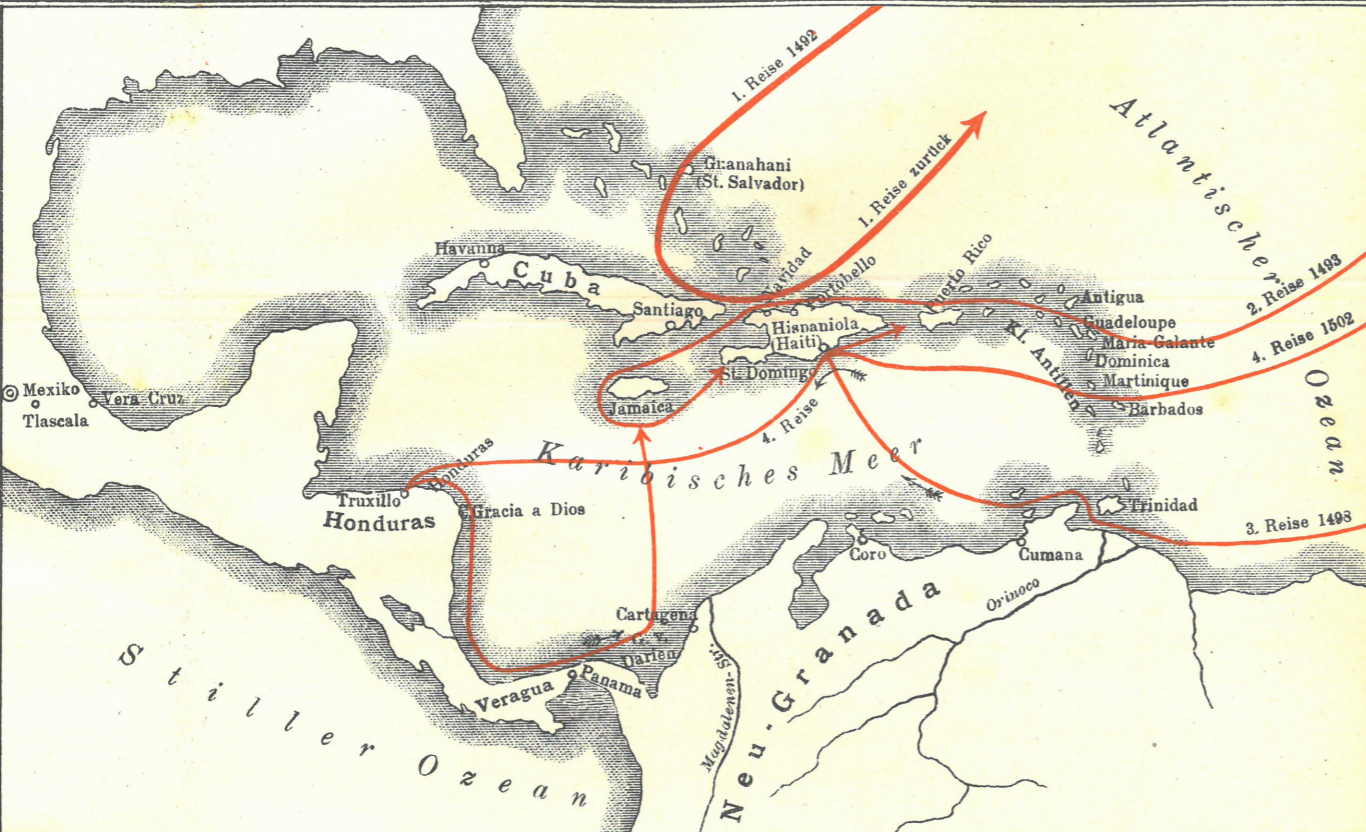 1. Reise 1492
1. Reise zurück
Atlantischer
Ozean
Guanahani
(St. Salvador)
Havanna
Cuba
Santiago
Navidad
Portobello
Puerto Rico
Hispaniola
(Haiti)
St. Domingo
Jamaica
Antigua
Guadeloupe
Maria-Galante
Dominica
Martinique
Barbados
Kl. Antillen
2. Reise 1493
4. Reise 1502
4. Reise
Mexiko
Tlascala
Vera Cruz
Karibisches Meer
Honduras
Truxillo
Honduras
C. Gracia a Dios
Trinidad
3. Reise 1498
Coro
Cumana
Orinoco
Cartagena
G. v.
Darien
Veragua
Panama
Magdalenen-Str.
Neu-Granada
Stiller Ozean